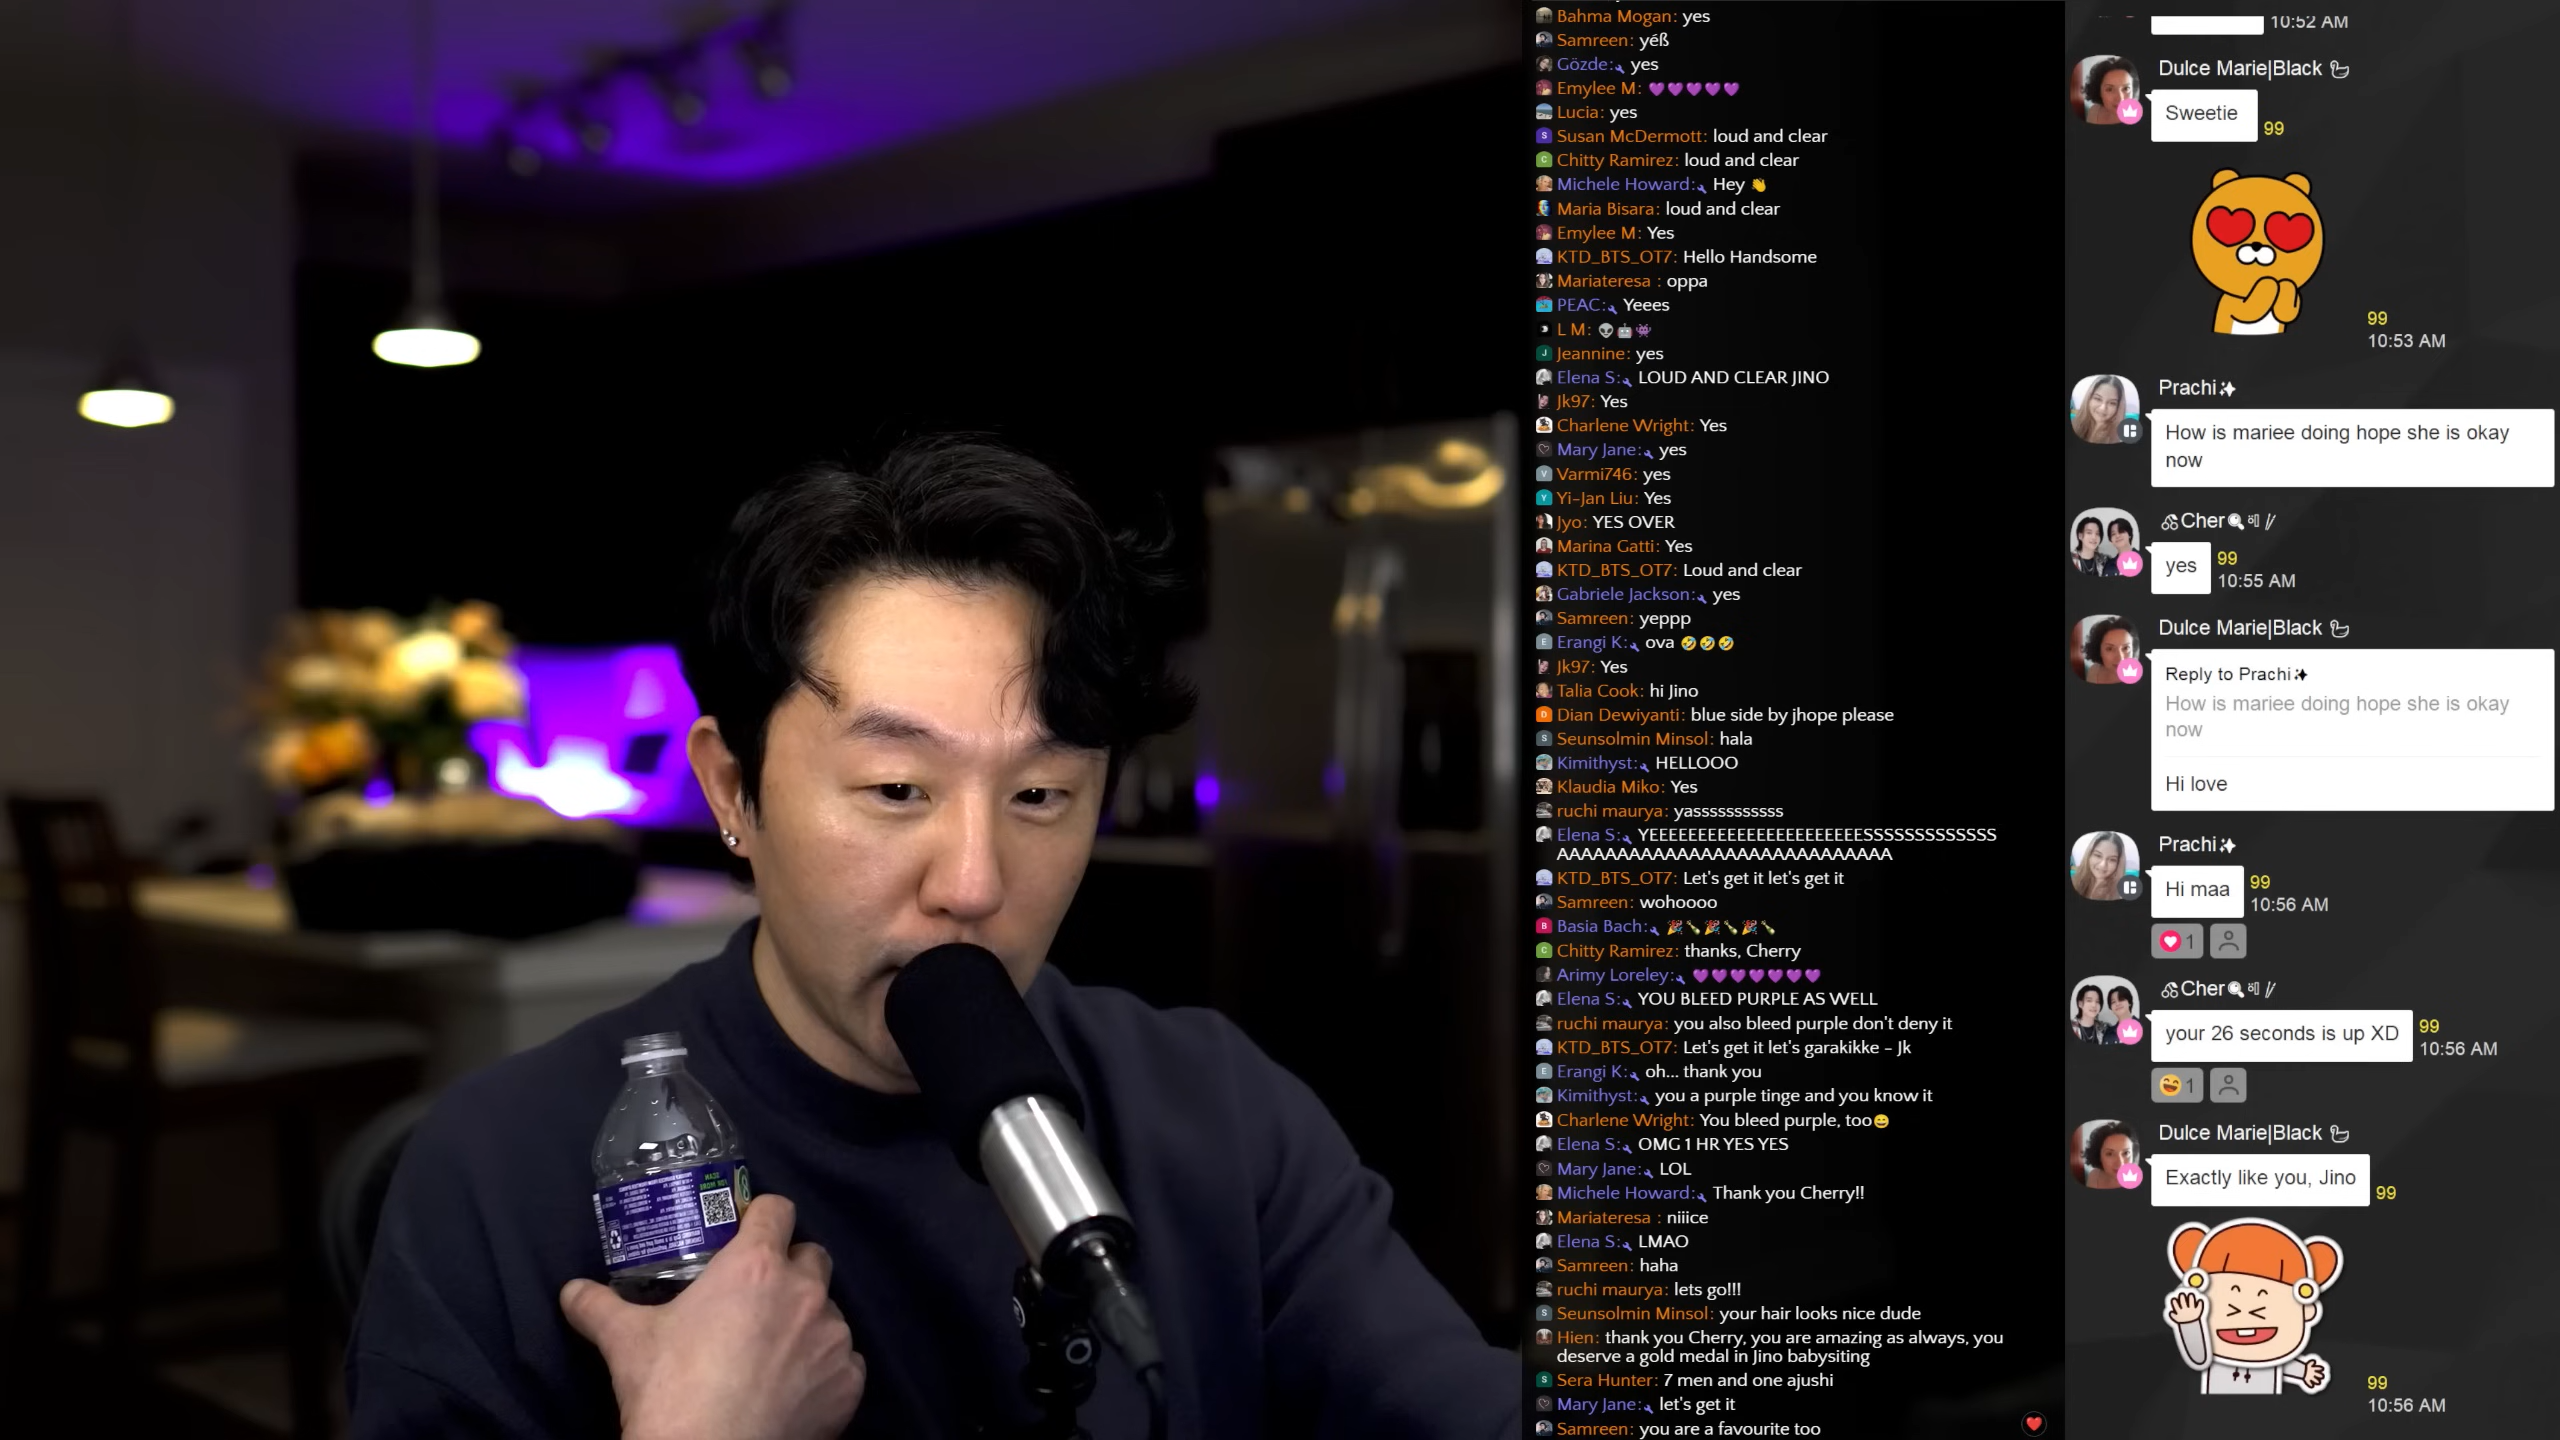 Bahma Mogan: yes
Samreen: yéß
Gözde: yes
Emylee M: 💜💜💜💜💜
Lucia: yes
Susan McDermott: loud and clear
Chitty Ramirez: loud and clear
Michele Howard: Hey 👏
Maria Bisara: loud and clear
Emylee M: Yes
KTD_BTS_OT7: Hello Handsome
Mariateresa : oppa
PEAC: Yeees
L M: 👽🤖👾
Jeannine: yes
Elena S: LOUD AND CLEAR JINO
Jk97: Yes
Charlene Wright: Yes
Mary Jane: yes
Varmi746: yes
Yi-Jan Liu: Yes
Jyo: YES OVER
Marina Gatti: Yes
KTD_BTS_OT7: Loud and clear
Gabriele Jackson: yes
Samreen: yeppp
Erangi K: ova 🤣🤣🤣
Jk97: Yes
Talia Cook: hi Jino
Dian Dewiyanti: blue side by jhope please
Seunsolmin Minsol: hala
Kimithyst: HELLOOO
Klaudia Miko: Yes
ruchi maurya: yasssssssssss
Elena S: YEEEEEEEEEEEEEEEEEEEEEEESSSSSSSSSSSSS
AAAAAAAAAAAAAAAAAAAAAAAAAAAA
KTD_BTS_OT7: Let's get it let's get it
Samreen: wohoooo
Basia Bach: 🎉🍾🎉🍾🎉🍾
Chitty Ramirez: thanks, Cherry
Arimy Loreley: 💜💜💜💜💜💜💜
Elena S: YOU BLEED PURPLE AS WELL
ruchi maurya: you also bleed purple don't deny it
KTD_BTS_OT7: Let's get it let's garakikke - Jk
Erangi K: oh... thank you
Kimithyst: you a purple tinge and you know it
Charlene Wright: You bleed purple, too😄
Elena S: OMG 1 HR YES YES
Mary Jane: LOL
Michele Howard: Thank you Cherry!!
Mariateresa : niiice
Elena S: LMAO
Samreen: haha
ruchi maurya: lets go!!!
Seunsolmin Minsol: your hair looks nice dude
Hien: thank you Cherry, you are amazing as always, you
deserve a gold medal in Jino babysiting
Sera Hunter: 7 men and one ajushi
Mary Jane: let's get it
Samreen: you are a favourite too
10:52 AM
Dulce Marie|Black
Sweetie
99
99
10:53 AM
Prachi
How is mariee doing hope she is okay
now
Cher
yes
99
10:55 AM
Dulce Marie|Black
Reply to Prachi
How is mariee doing hope she is okay
now
Hi love
Prachi
Hi maa
99
10:56 AM
1
Cher
your 26 seconds is up XD
99
10:56 AM
1
Dulce Marie|Black
Exactly like you, Jino
99
99
10:56 AM
SCAN
FOR MORE